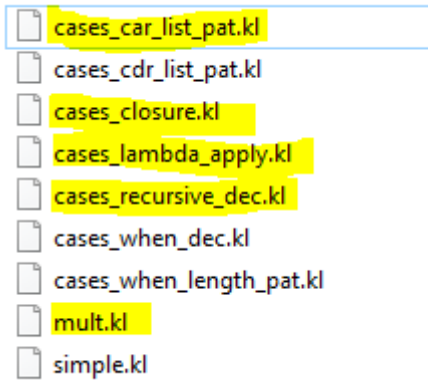 cases_car_list_pat.kl
cases_cdr_list_pat.kl
cases_closure.kl
cases_lambda_apply.kl
cases_recursive_dec.kl
cases_when_dec.kl
cases_when_length_pat.kl
mult.kl
simple.kl